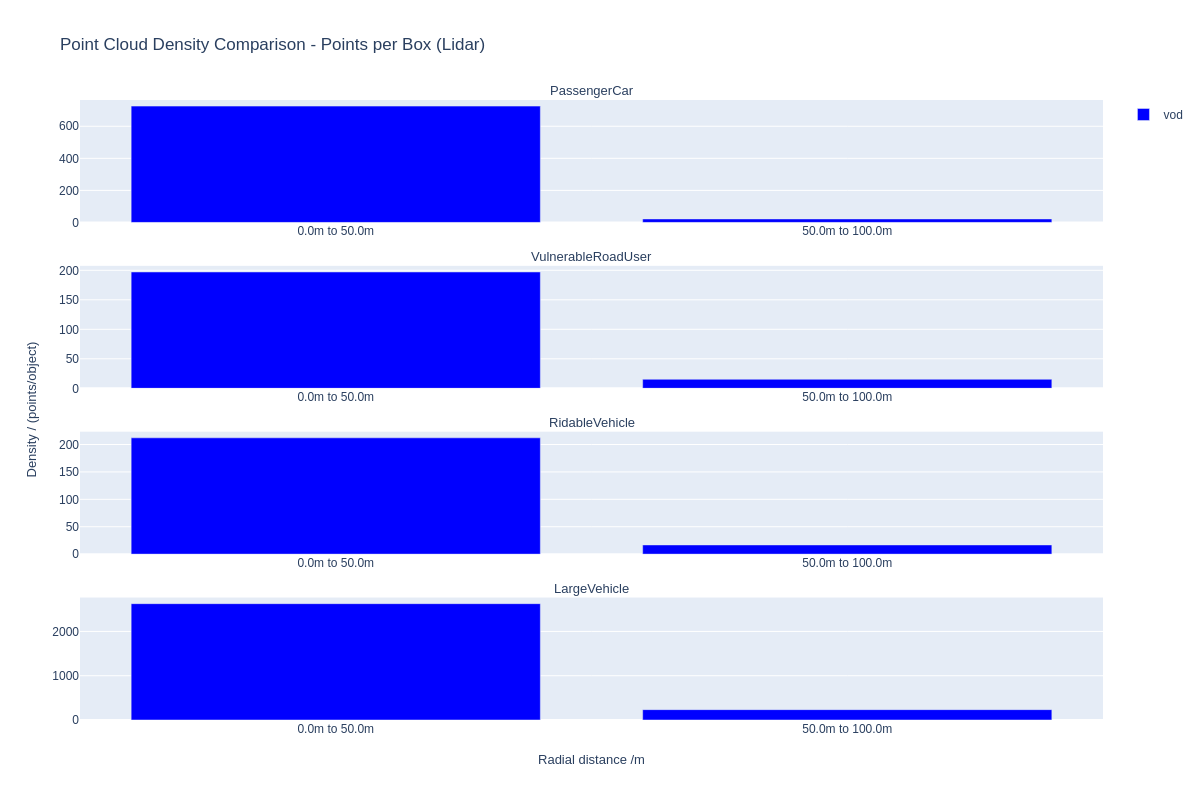 Point Cloud Density Comparison - Points per Box (Lidar)
PassengerCar
vod
600
400
200
0
0.0m to 50.0m
50.0m to 100.0m
VulnerableRoadUser
200
150
100
50
0
0.0m to 50.0m
50.0m to 100.0m
Density / (points/object)
RidableVehicle
200
150
100
50
0
0.0m to 50.0m
50.0m to 100.0m
LargeVehicle
2000
1000
0
0.0m to 50.0m
50.0m to 100.0m
Radial distance /m